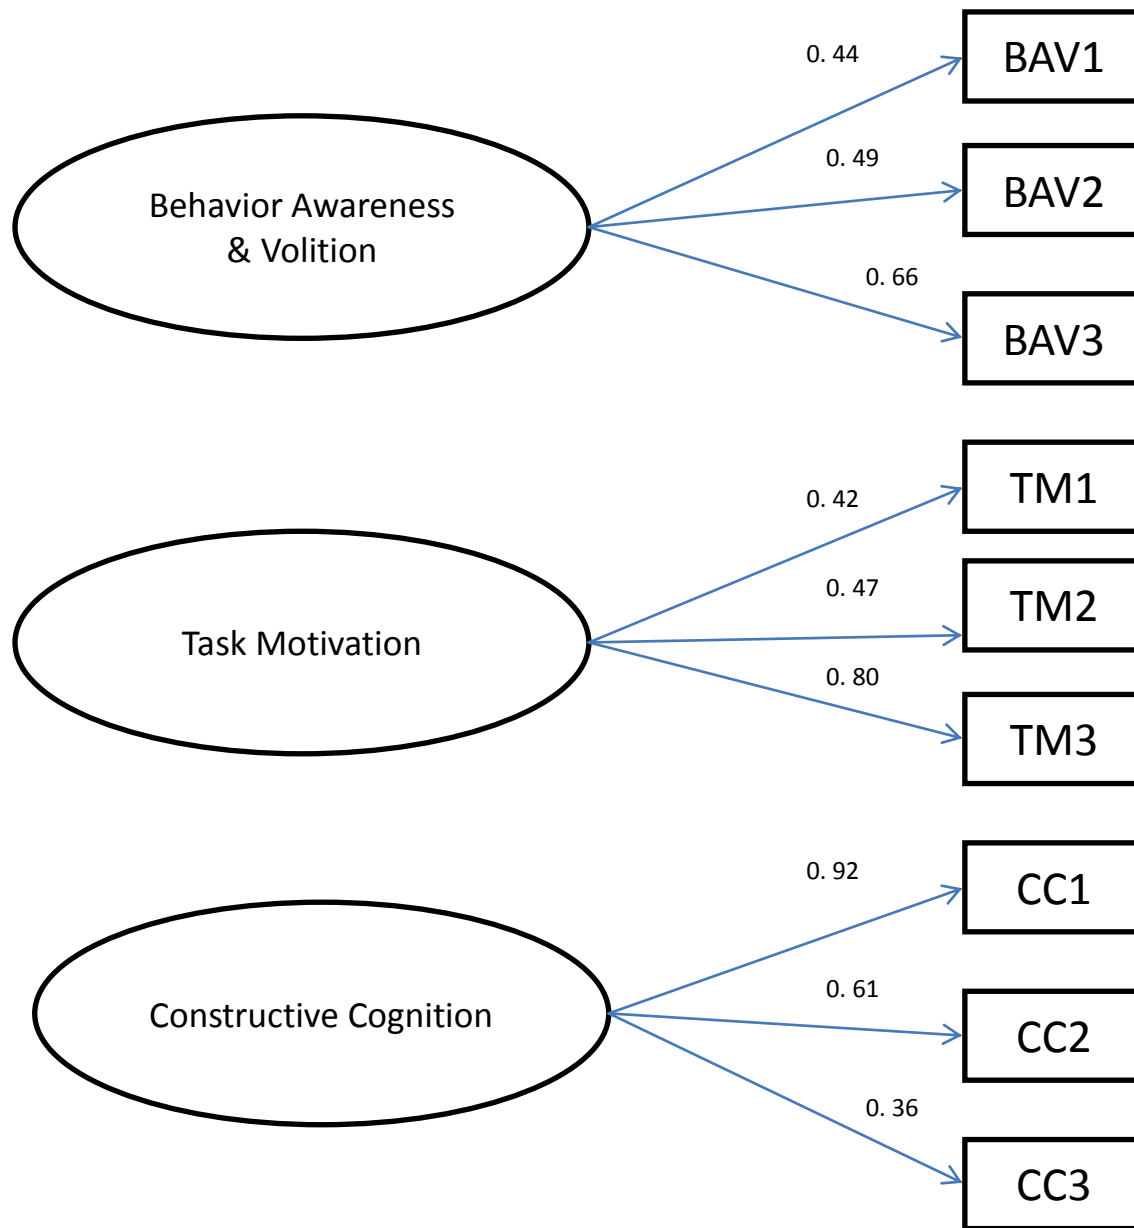 0. 44
BAV1
0. 49
BAV2
Behavior Awareness
& Volition
0. 66
BAV3
0. 42
TM1
0. 47
TM2
Task Motivation
0. 80
TM3
0. 92
CC1
0. 61
CC2
Constructive Cognition
0. 36
CC3